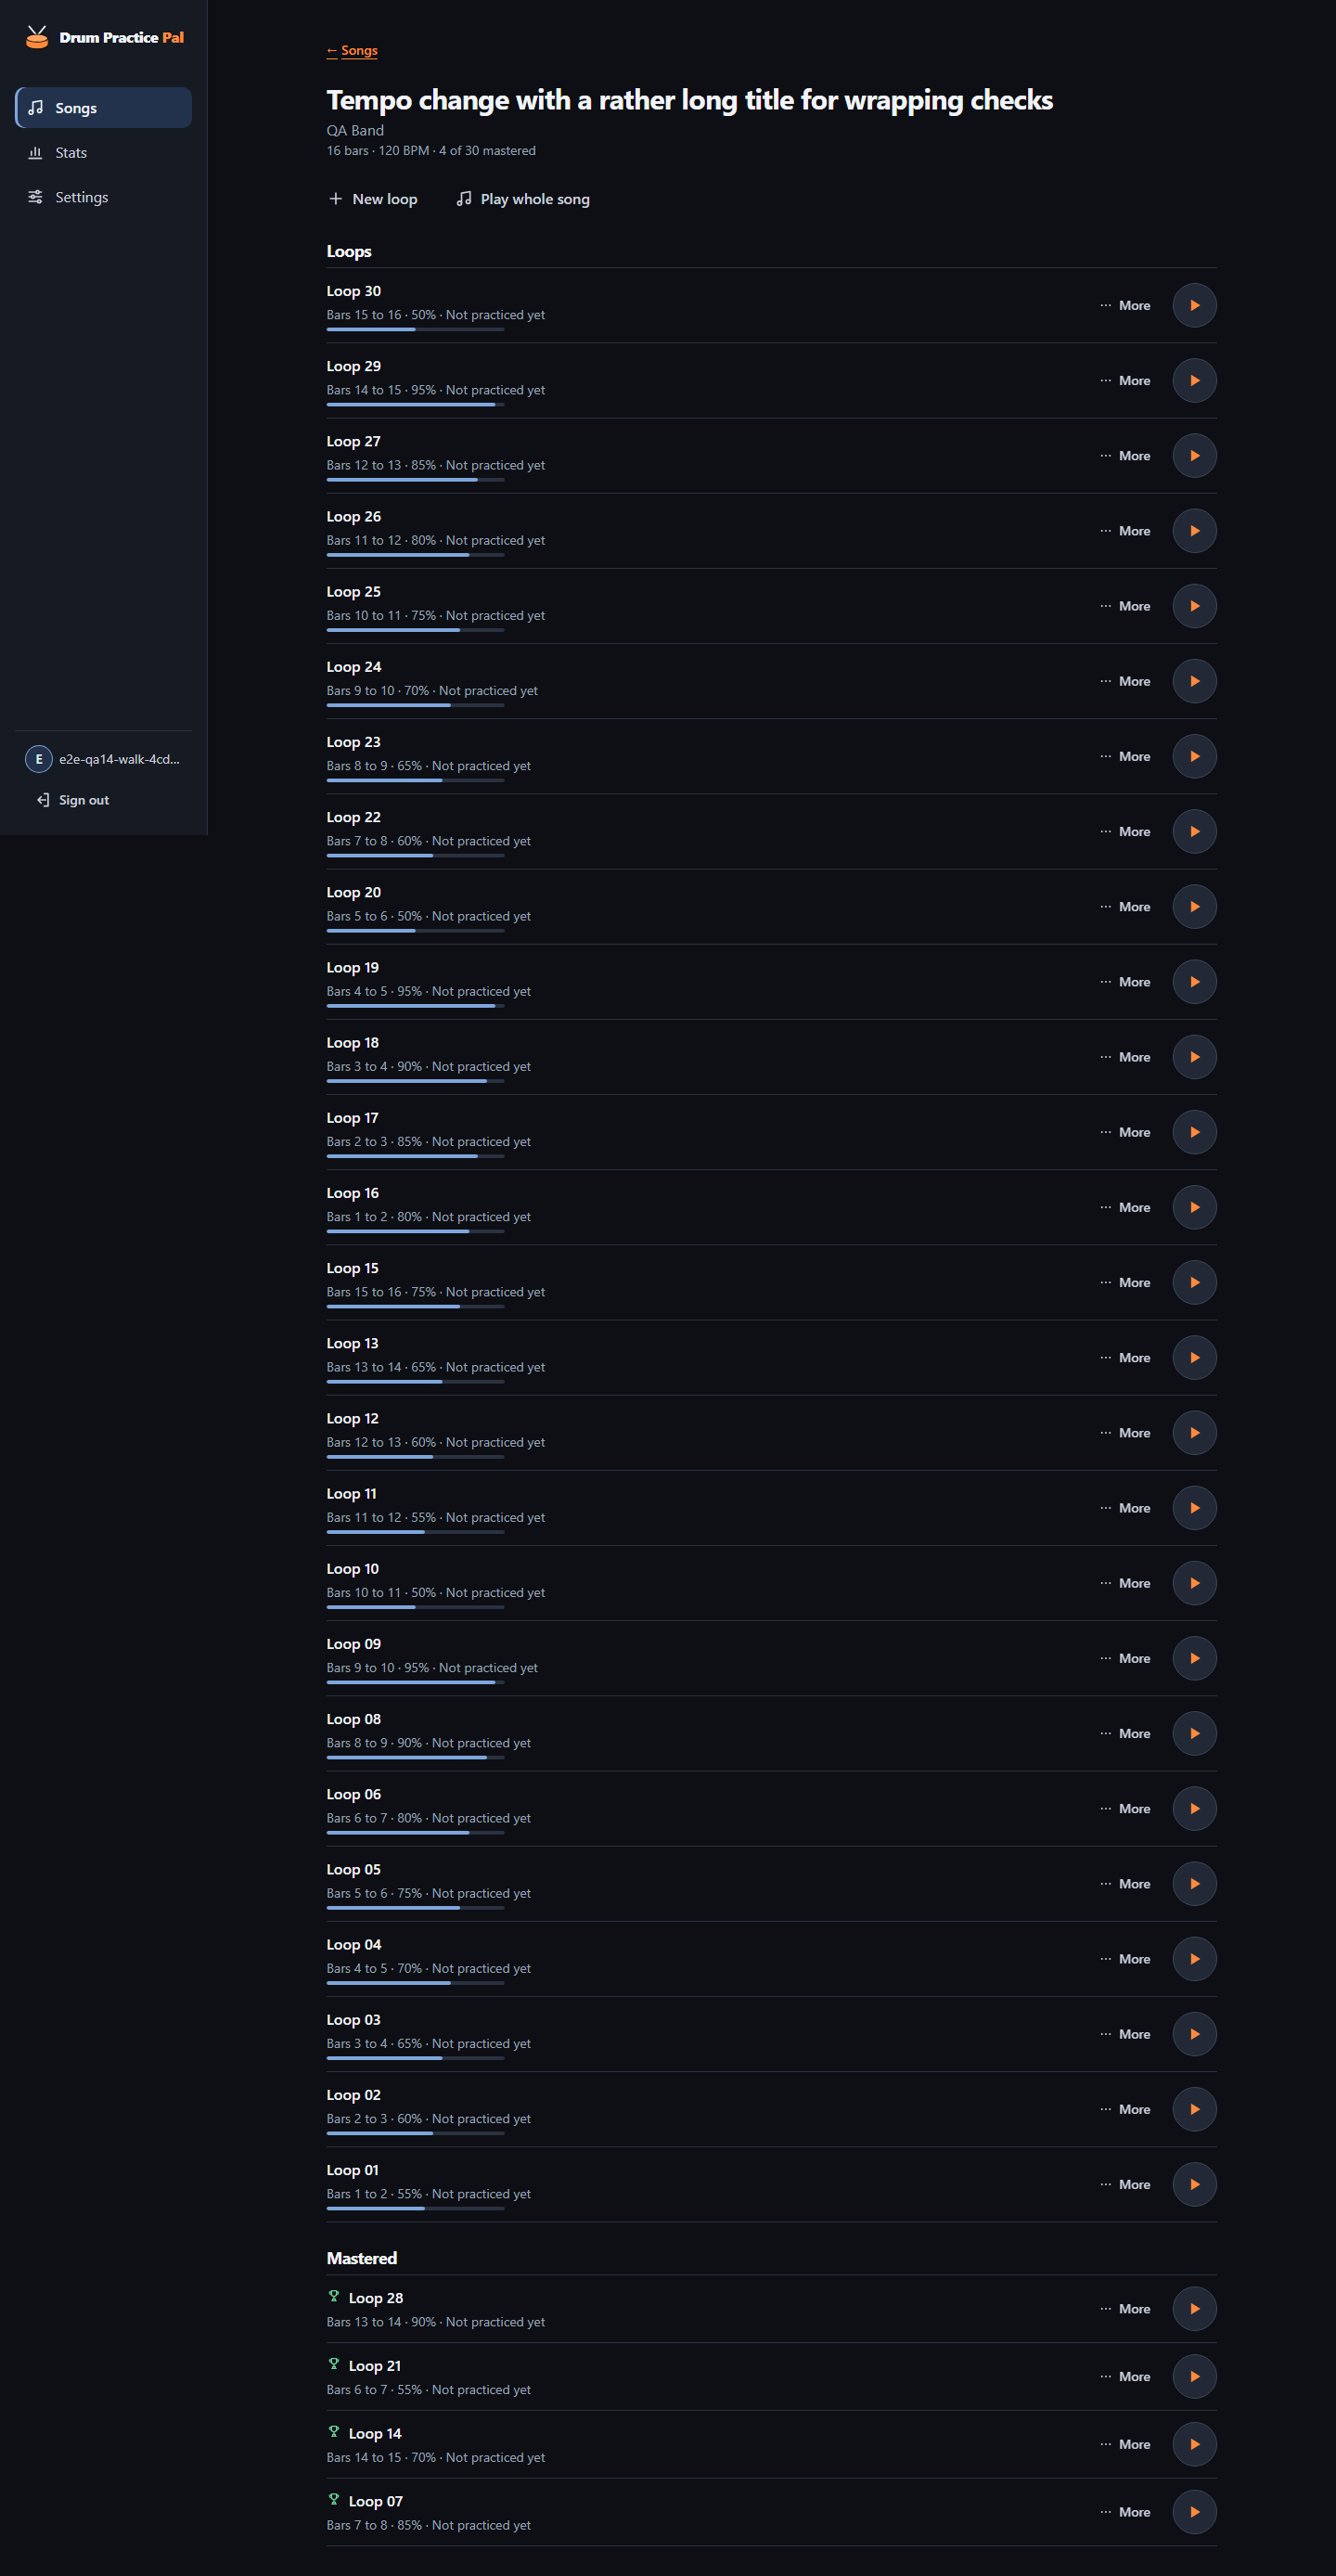 Drum Practice Pal
Songs
Stats
Settings
E e2e-qa14-walk-4cd...
Sign out
← Songs
Tempo change with a rather long title for wrapping checks
QA Band
16 bars · 120 BPM · 4 of 30 mastered
New loop Play whole song
Loops
Loop 30
Bars 15 to 16 · 50% · Not practiced yet
··· More
Loop 29
Bars 14 to 15 · 95% · Not practiced yet
··· More
Loop 27
Bars 12 to 13 · 85% · Not practiced yet
··· More
Loop 26
Bars 11 to 12 · 80% · Not practiced yet
··· More
Loop 25
Bars 10 to 11 · 75% · Not practiced yet
··· More
Loop 24
Bars 9 to 10 · 70% · Not practiced yet
··· More
Loop 23
Bars 8 to 9 · 65% · Not practiced yet
··· More
Loop 22
Bars 7 to 8 · 60% · Not practiced yet
··· More
Loop 20
Bars 5 to 6 · 50% · Not practiced yet
··· More
Loop 19
Bars 4 to 5 · 95% · Not practiced yet
··· More
Loop 18
Bars 3 to 4 · 90% · Not practiced yet
··· More
Loop 17
Bars 2 to 3 · 85% · Not practiced yet
··· More
Loop 16
Bars 1 to 2 · 80% · Not practiced yet
··· More
Loop 15
Bars 15 to 16 · 75% · Not practiced yet
··· More
Loop 13
Bars 13 to 14 · 65% · Not practiced yet
··· More
Loop 12
Bars 12 to 13 · 60% · Not practiced yet
··· More
Loop 11
Bars 11 to 12 · 55% · Not practiced yet
··· More
Loop 10
Bars 10 to 11 · 50% · Not practiced yet
··· More
Loop 09
Bars 9 to 10 · 95% · Not practiced yet
··· More
Loop 08
Bars 8 to 9 · 90% · Not practiced yet
··· More
Loop 06
Bars 6 to 7 · 80% · Not practiced yet
··· More
Loop 05
Bars 5 to 6 · 75% · Not practiced yet
··· More
Loop 04
Bars 4 to 5 · 70% · Not practiced yet
··· More
Loop 03
Bars 3 to 4 · 65% · Not practiced yet
··· More
Loop 02
Bars 2 to 3 · 60% · Not practiced yet
··· More
Loop 01
Bars 1 to 2 · 55% · Not practiced yet
··· More
Mastered
Loop 28
Bars 13 to 14 · 90% · Not practiced yet
··· More
Loop 21
Bars 6 to 7 · 55% · Not practiced yet
··· More
Loop 14
Bars 14 to 15 · 70% · Not practiced yet
··· More
Loop 07
Bars 7 to 8 · 85% · Not practiced yet
··· More